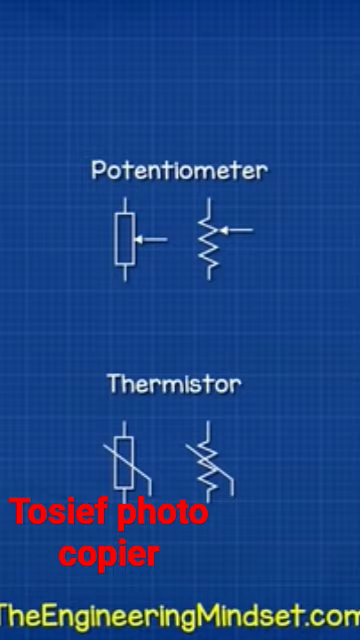 Potentiometer
Thermistor
Tosief photo
copier
TheEngineeringMindset.com